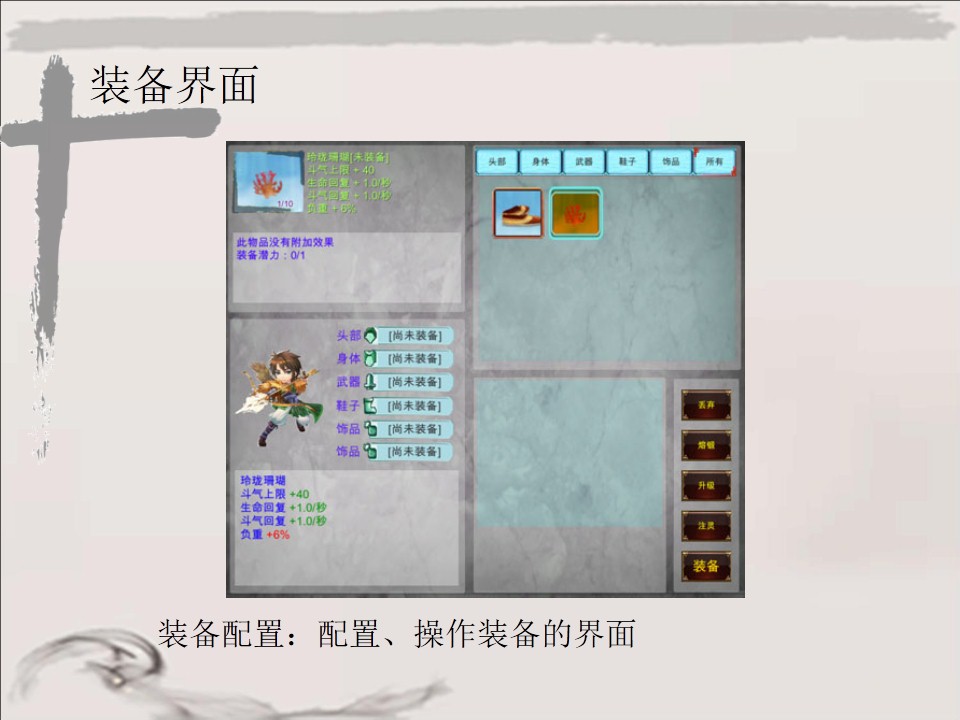 装备界面
玲珑珊瑚[未装备]
斗气上限 + 40
生命回复 + 1.0/秒
斗气回复 + 1.0/秒
负重 + 6%
1/10
此物品没有附加效果
装备潜力：0/1
头部 身体 武器 鞋子 饰品 所有
头部 [尚未装备]
身体 [尚未装备]
武器 [尚未装备]
鞋子 [尚未装备]
饰品 [尚未装备]
饰品 [尚未装备]
玲珑珊瑚
斗气上限 +40
生命回复 +1.0/秒
斗气回复 +1.0/秒
负重 +6%
丢弃
熔锻
升级
注灵
装备
装备配置：配置、操作装备的界面